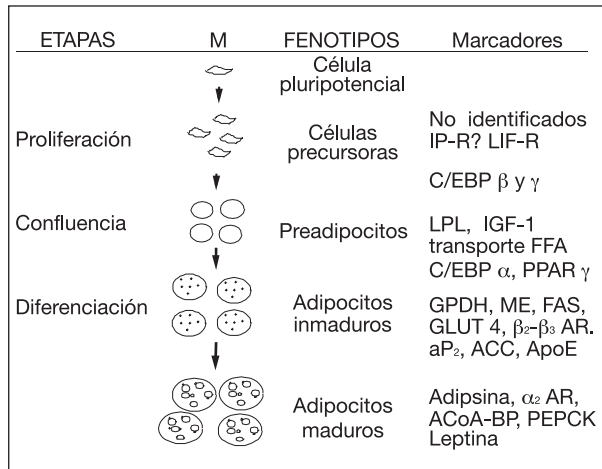 ETAPAS M FENOTIPOS Marcadores
Célula
pluripotencial
Proliferación
Células
precursoras
No identificados
IP-R? LIF-R
C/EBP β y γ
Confluencia
Preadipocitos
LPL, IGF-1
transporte FFA
C/EBP α, PPAR γ
Diferenciación
Adipocitos
inmaduros
GPDH, ME, FAS,
GLUT 4, β₂-β₃ AR.
aP₂, ACC, ApoE
Adipocitos
maduros
Adipsina, α₂ AR,
ACoA-BP, PEPCK
Leptina